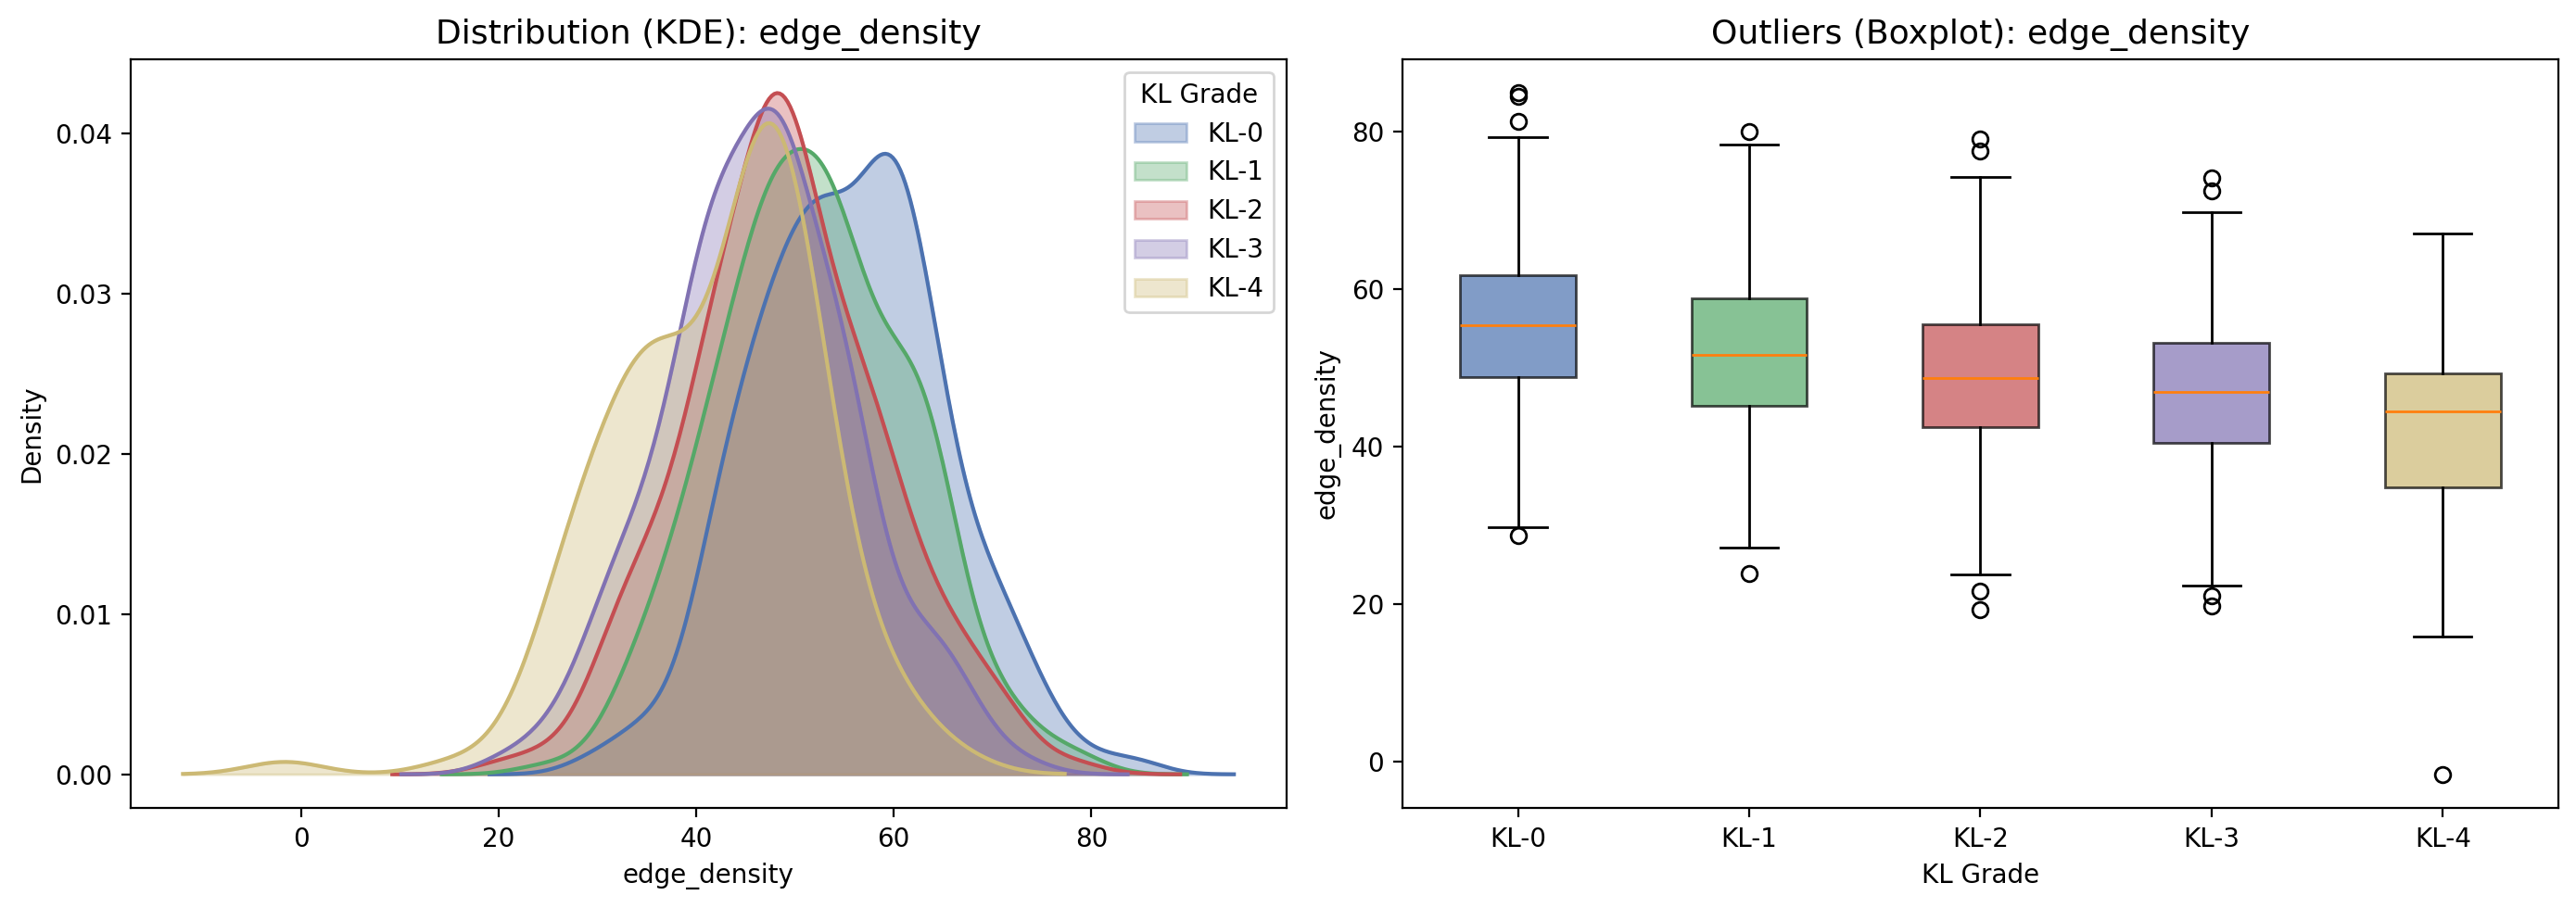 Distribution (KDE): edge_density
Density
0.04
0.03
0.02
0.01
0.00
0
20
40
60
80
edge_density
KL Grade
KL-0
KL-1
KL-2
KL-3
KL-4
Outliers (Boxplot): edge_density
edge_density
80
60
40
20
0
KL-0
KL-1
KL-2
KL-3
KL-4
KL Grade